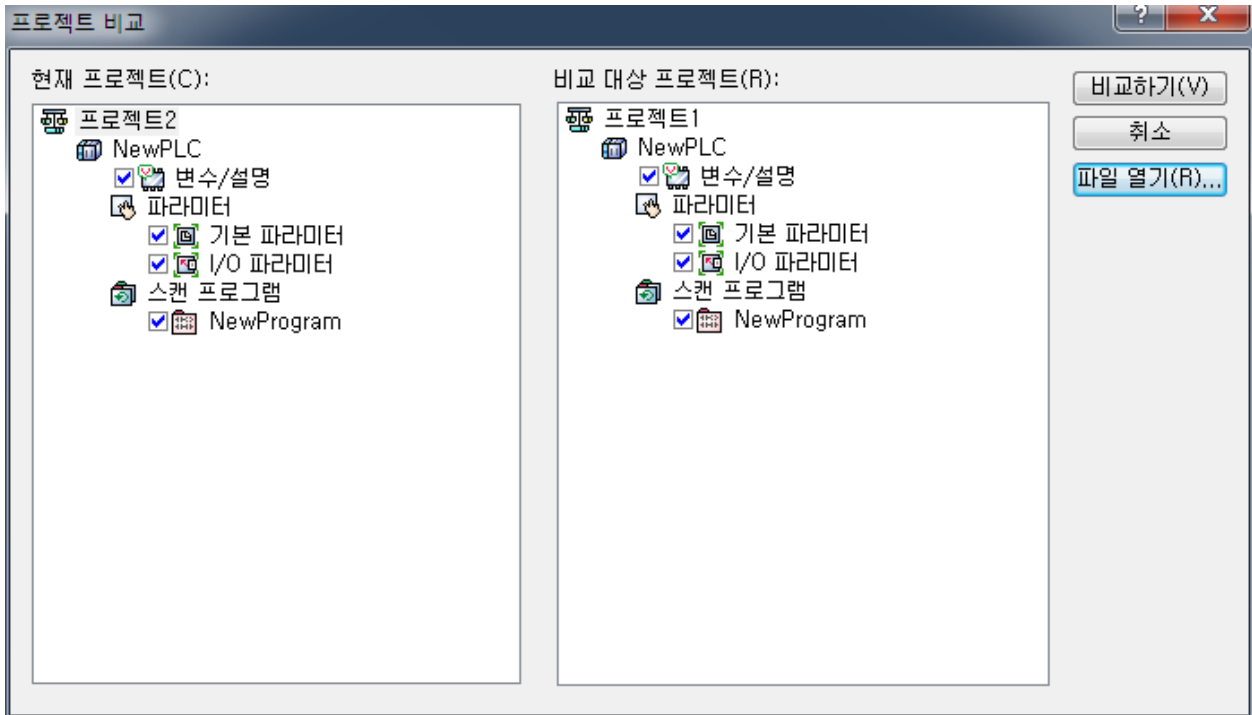 프로젝트 비교
현재 프로젝트(C):
프로젝트2
NewPLC
변수/설명
파라미터
기본 파라미터
I/O 파라미터
스캔 프로그램
NewProgram
비교 대상 프로젝트(R):
프로젝트1
NewPLC
변수/설명
파라미터
기본 파라미터
I/O 파라미터
스캔 프로그램
NewProgram
비교하기(V)
취소
파일 열기(R)...